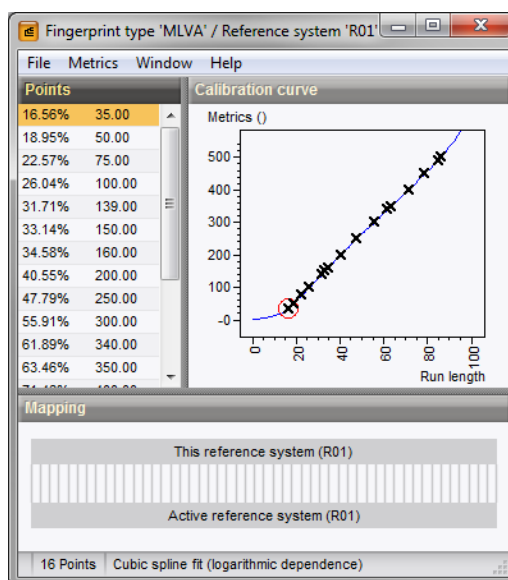 Fingerprint type 'MLVA' / Reference system 'R01'
File Metrics Window Help
Points
16.56% 35.00
18.95% 50.00
22.57% 75.00
26.04% 100.00
31.71% 139.00
33.14% 150.00
34.58% 160.00
40.55% 200.00
47.79% 250.00
55.91% 300.00
61.89% 340.00
63.46% 350.00
Calibration curve
Metrics ()
500
400
300
200
100
-0
0 20 40 60 80 100
Run length
Mapping
This reference system (R01)
Active reference system (R01)
16 Points Cubic spline fit (logarithmic dependence)